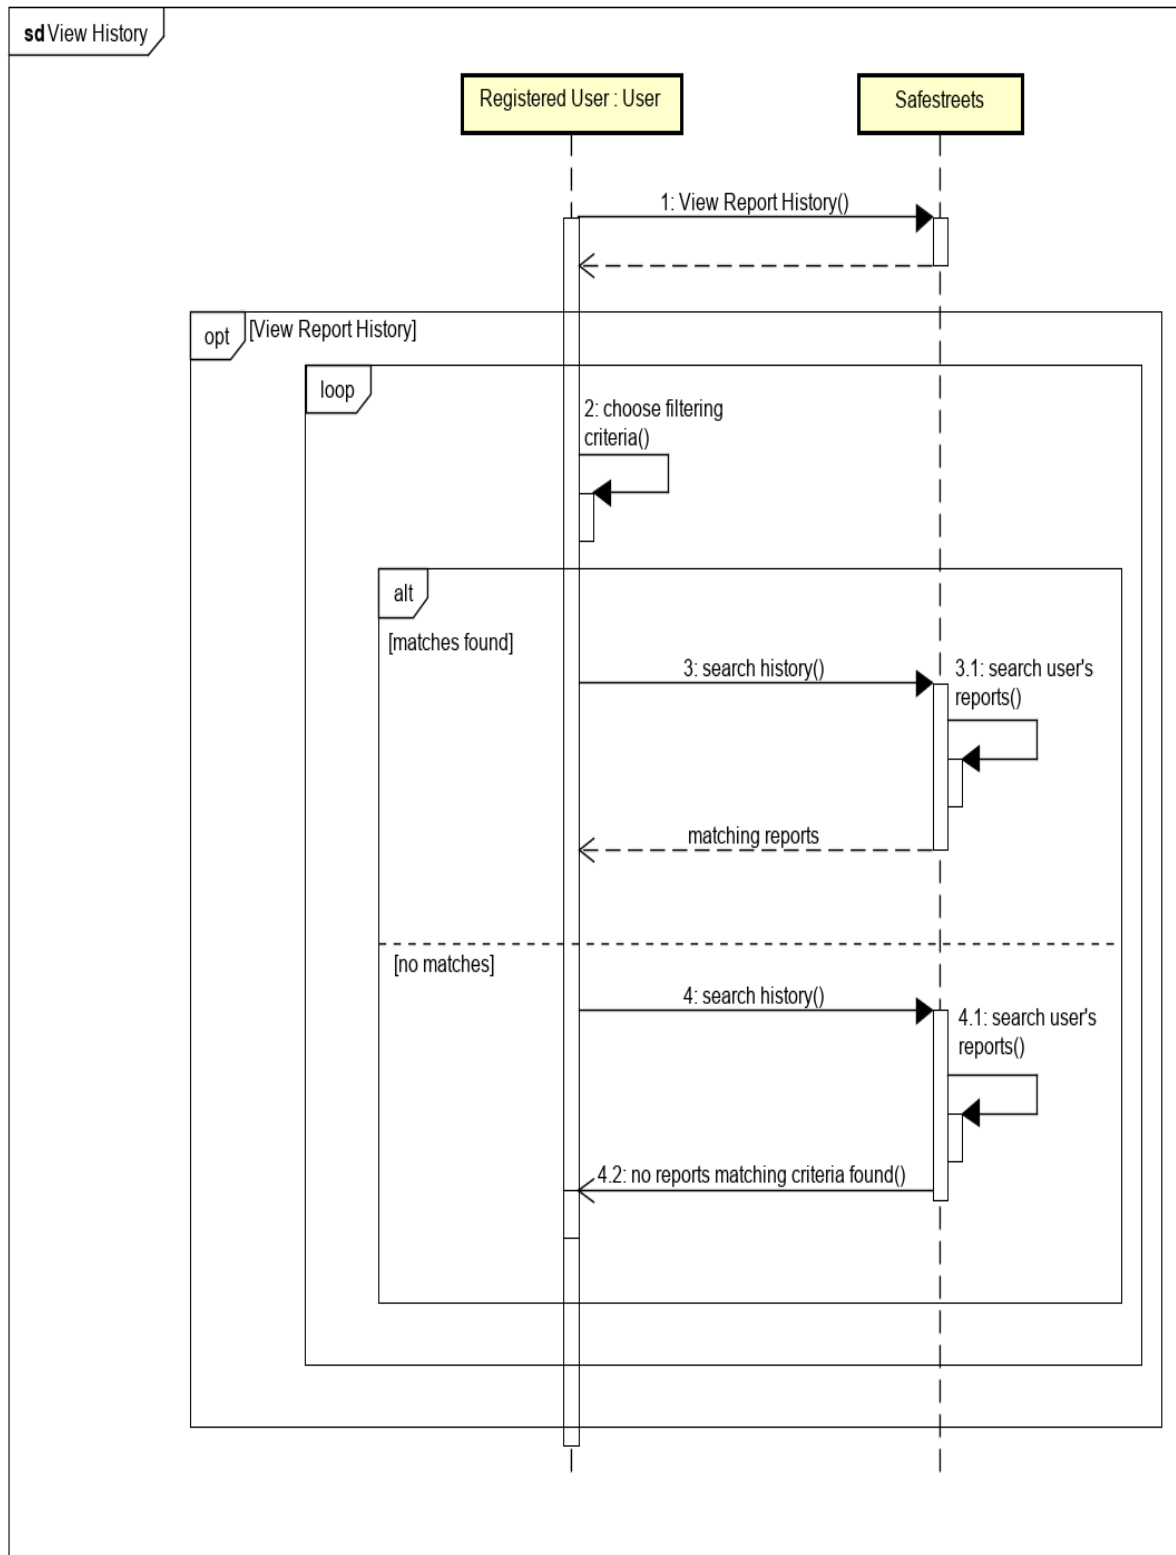 sd View History
Registered User : User
Safestreets
1: View Report History()
opt
[View Report History]
loop
2: choose filtering
criteria()
alt
[matches found]
3: search history()
3.1: search user's
reports()
matching reports
[no matches]
4: search history()
4.1: search user's
reports()
4.2: no reports matching criteria found()